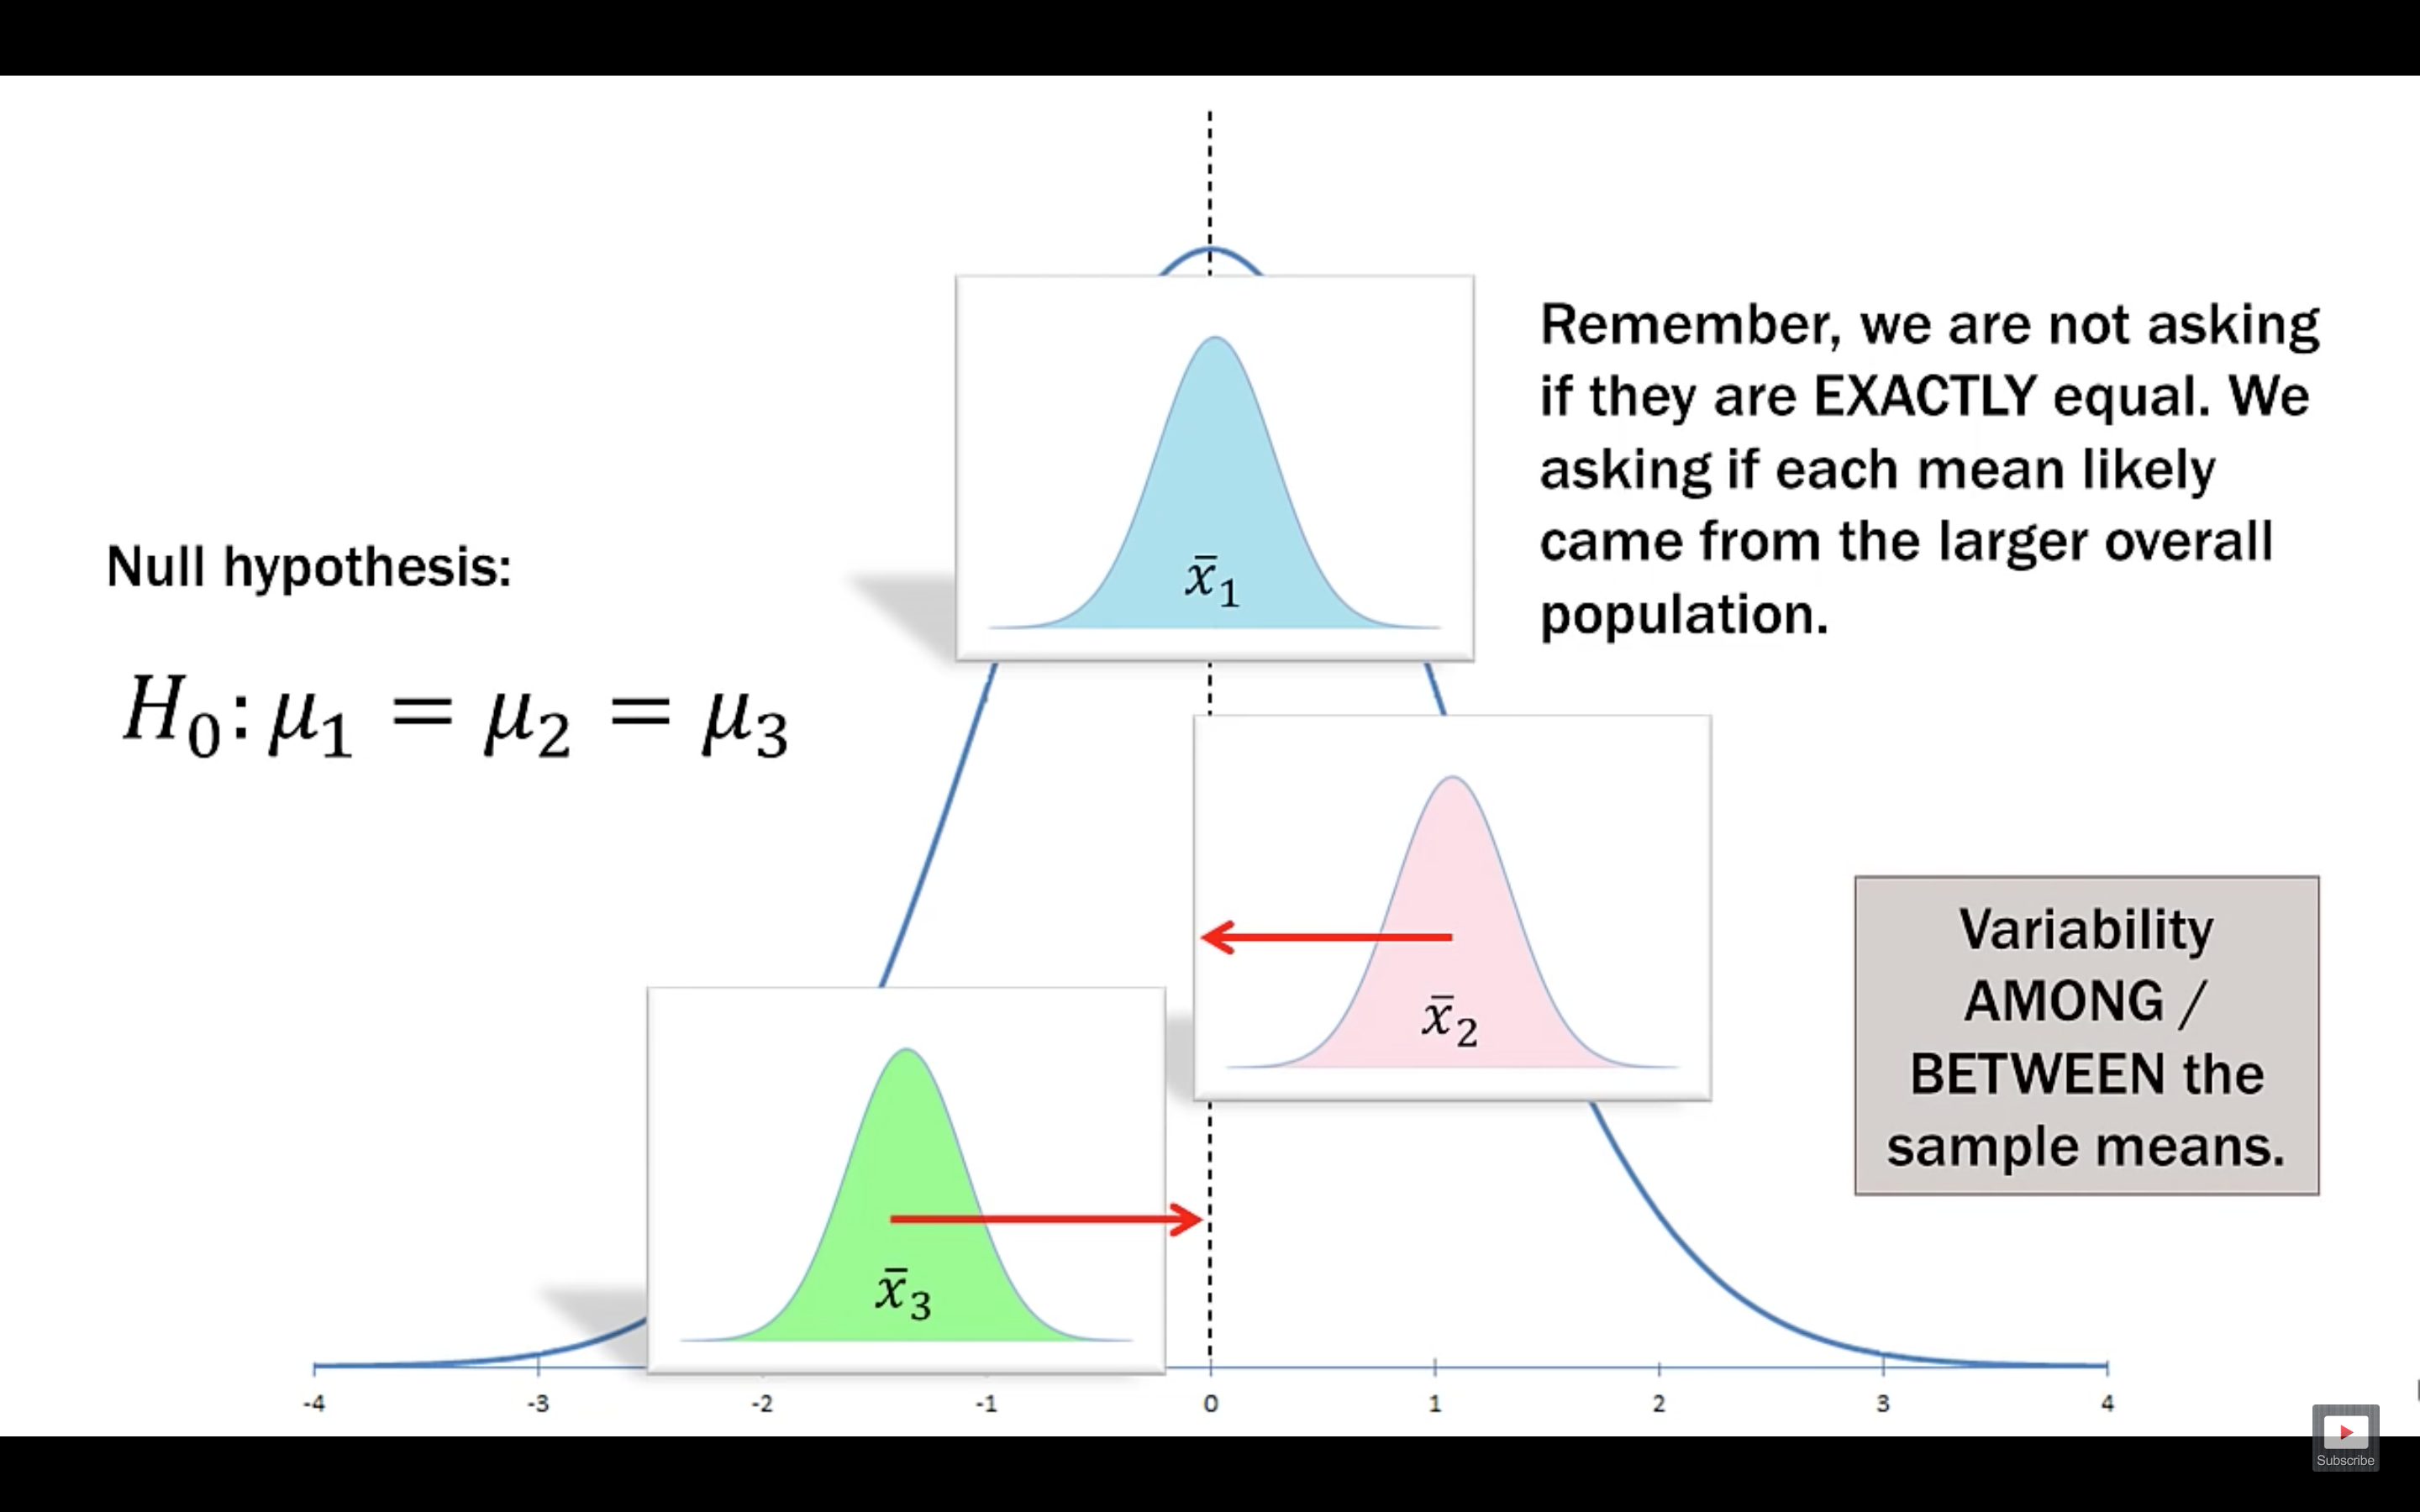 Remember, we are not asking
if they are EXACTLY equal. We
asking if each mean likely
came from the larger overall
population.
Null hypothesis:
H₀: μ₁ = μ₂ = μ₃
x̄₁
x̄₂
x̄₃
Variability
AMONG /
BETWEEN the
sample means.
-4 -3 -2 -1 0 1 2 3 4
Subscribe